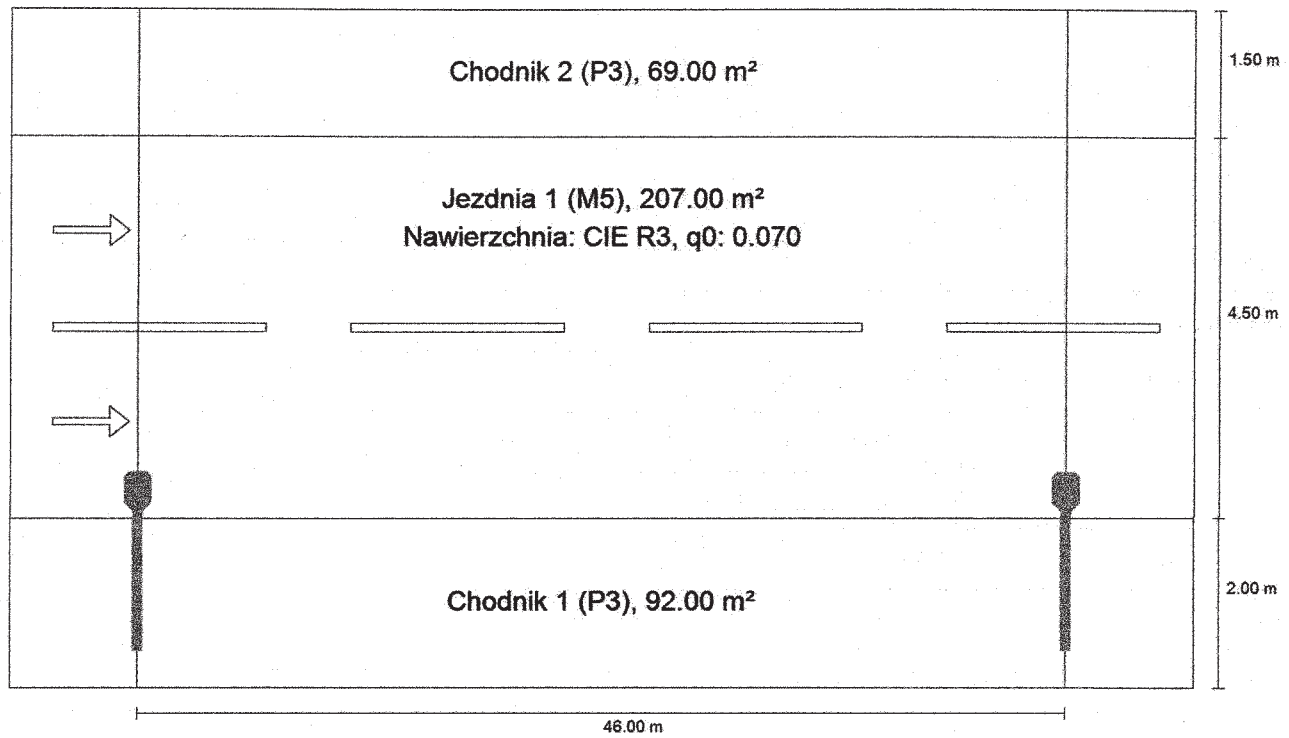 Chodnik 2 (P3), 69.00 m²
1.50 m
Jezdnia 1 (M5), 207.00 m²
Nawierzchnia: CIE R3, q0: 0.070
4.50 m
Chodnik 1 (P3), 92.00 m²
2.00 m
46.00 m